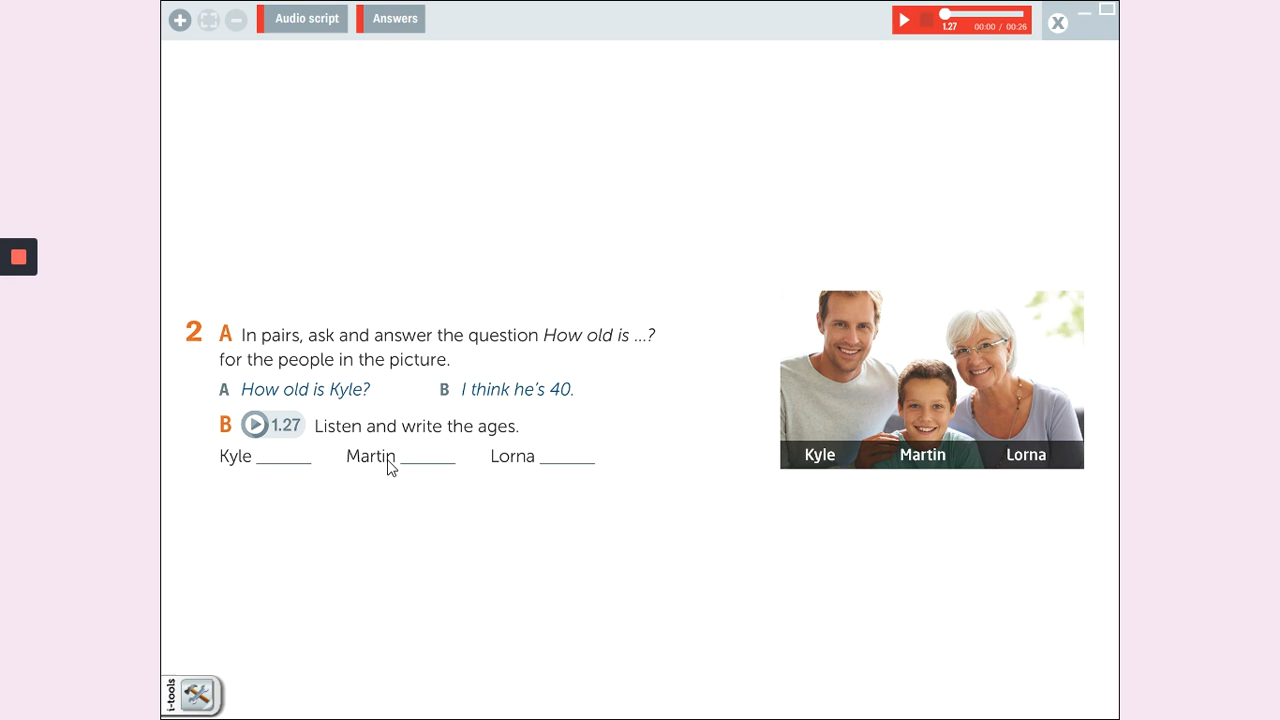 Audio script
Answers
1.27 00:00 / 00:26
X
2 A In pairs, ask and answer the question How old is ...?
for the people in the picture.
A How old is Kyle? B I think he's 40.
B 1.27 Listen and write the ages.
Kyle ______ Martin ______ Lorna ______
Kyle Martin Lorna
i-tools